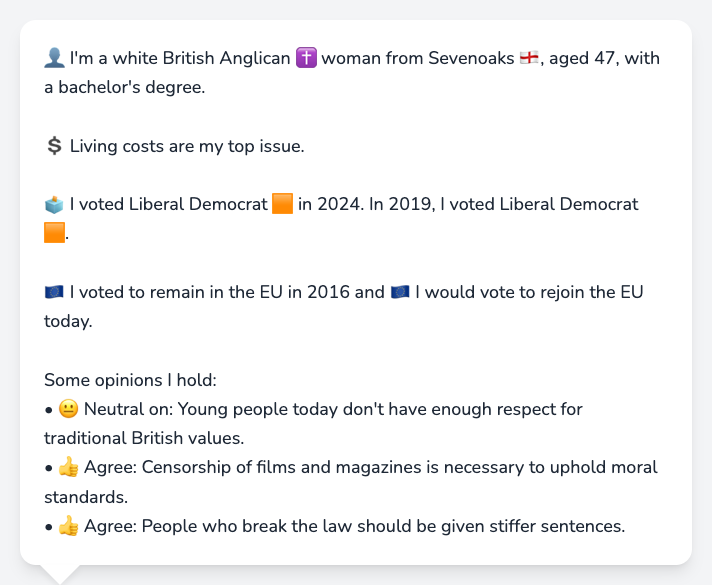 👤 I'm a white British Anglican ✝️ woman from Sevenoaks 🏴󠁧󠁢󠁥󠁮󠁧󠁿, aged 47, with
a bachelor's degree.
💲 Living costs are my top issue.
🗳️ I voted Liberal Democrat 🟧 in 2024. In 2019, I voted Liberal Democrat
🟧.
🇪🇺 I voted to remain in the EU in 2016 and 🇪🇺 I would vote to rejoin the EU
today.
Some opinions I hold:
• 😐 Neutral on: Young people today don't have enough respect for
traditional British values.
• 👍 Agree: Censorship of films and magazines is necessary to uphold moral
standards.
• 👍 Agree: People who break the law should be given stiffer sentences.